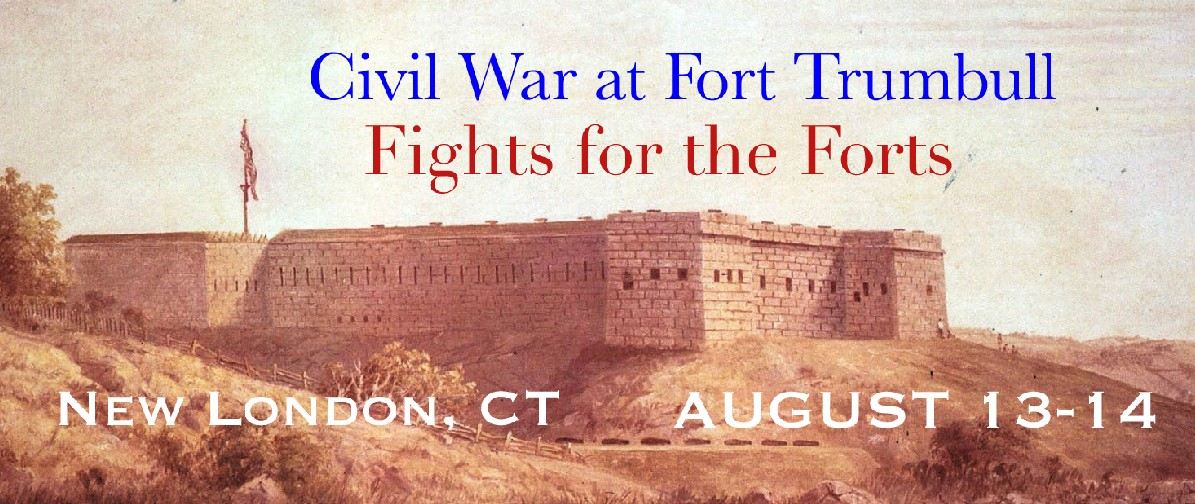 Civil War at Fort Trumbull
Fights for the Forts
New London, CT AUGUST 13-14